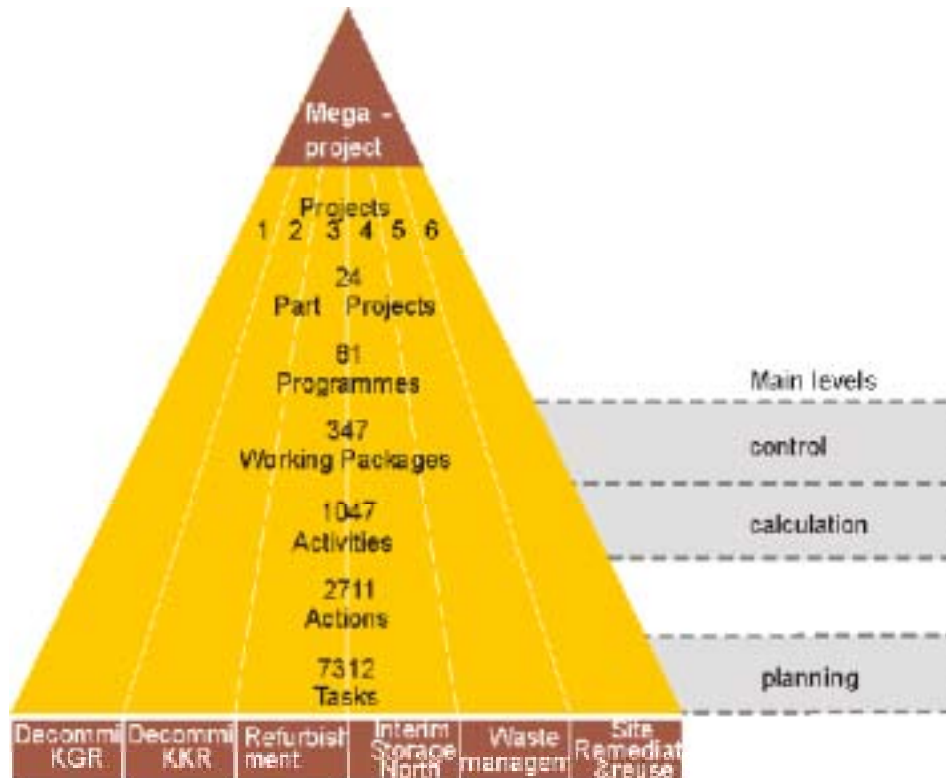 Mega -
project
Projects
1 2 3 4 5 6
24
Part Projects
81
Programmes
347
Working Packages
1047
Activities
2711
Actions
7312
Tasks
Main levels
control
calculation
planning
Decommi
KGR
Decommi
KKR
Refurbish
ment
Interim
Storage
North
Waste
managem
Site
Remediat
&reuse